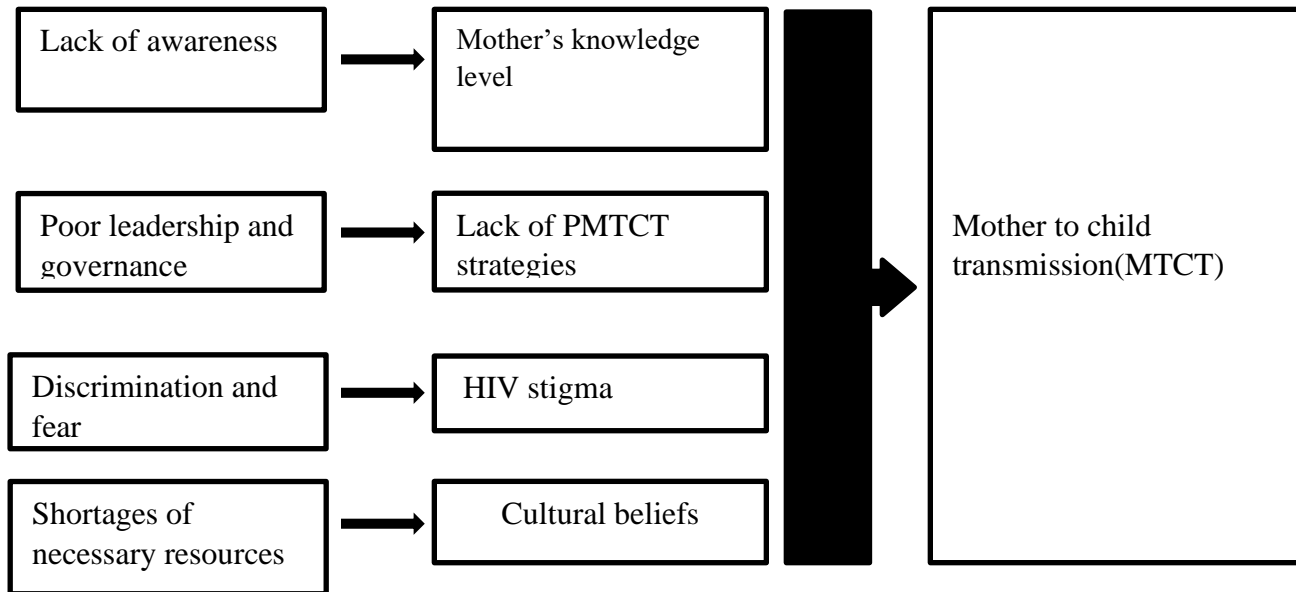 Lack of awareness
Mother’s knowledge
level
Poor leadership and
governance
Lack of PMTCT
strategies
Discrimination and
fear
HIV stigma
Shortages of
necessary resources
Cultural beliefs
Mother to child
transmission(MTCT)